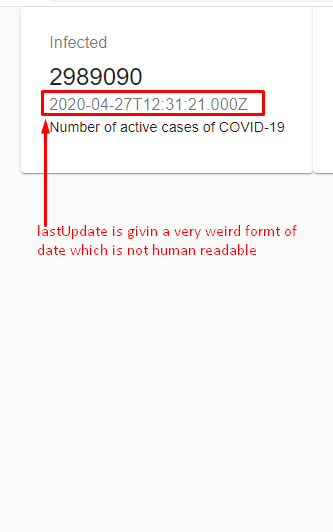 Infected
2989090
2020-04-27T12:31:21.000Z
Number of active cases of COVID-19
lastUpdate is givin a very weird formt of
date which is not human readable